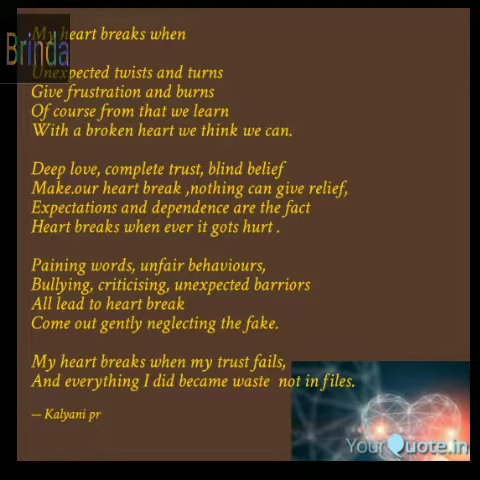 My heart breaks when
Brinda
Unexpected twists and turns
Give frustration and burns
Of course from that we learn
With a broken heart we think we can.
Deep love, complete trust, blind belief
Make.our heart break ,nothing can give relief,
Expectations and dependence are the fact
Heart breaks when ever it gots hurt .
Paining words, unfair behaviours,
Bullying, criticising, unexpected barriors
All lead to heart break
Come out gently neglecting the fake.
My heart breaks when my trust fails,
And everything I did became waste not in files.
— Kalyani pr
YourQuote.in